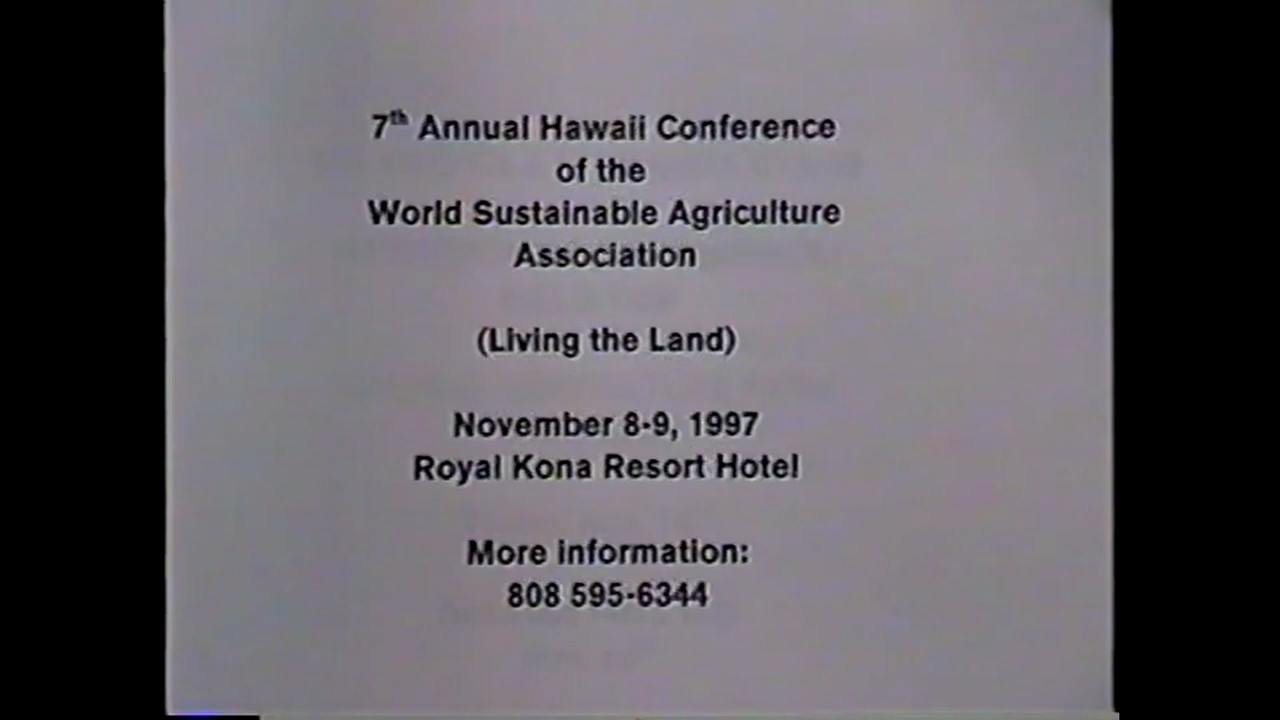 7th Annual Hawaii Conference
of the
World Sustainable Agriculture
Association
(Living the Land)
November 8-9, 1997
Royal Kona Resort Hotel
More information:
808 595-6344